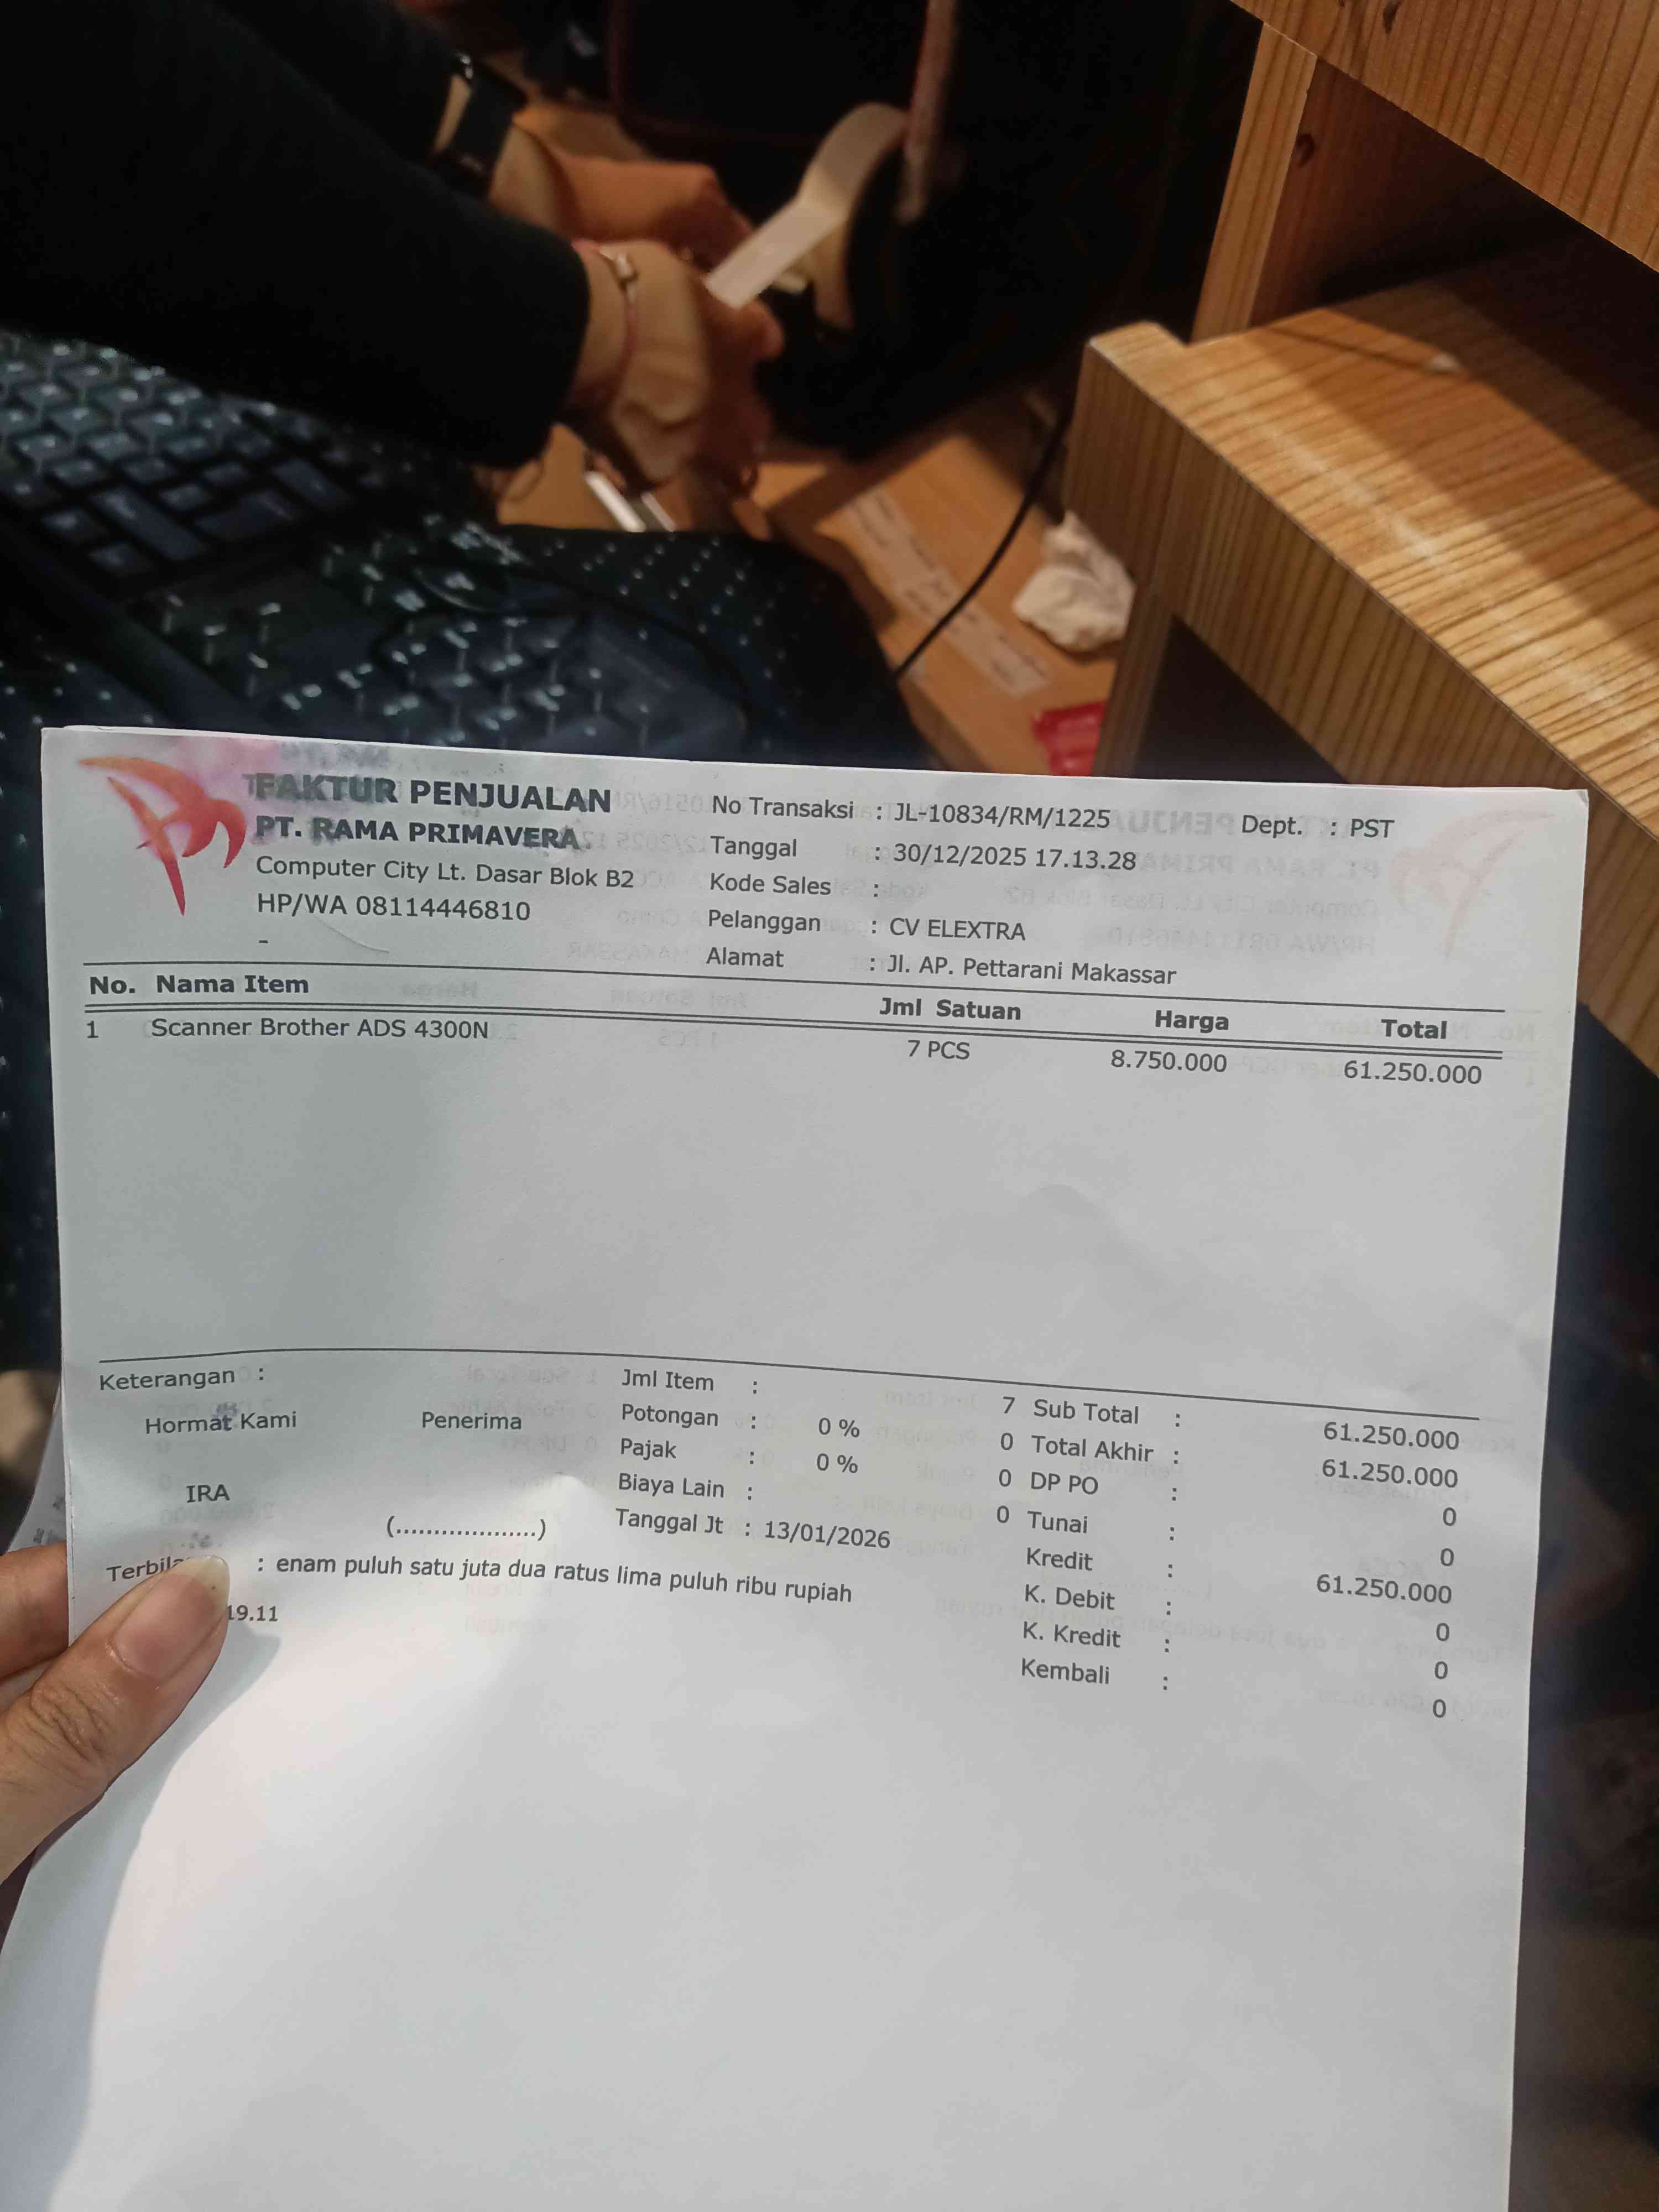 FAKTUR PENJUALAN
PT. RAMA PRIMAVERA
Computer City Lt. Dasar Blok B2
HP/WA 08114446810
-
No Transaksi : JL-10834/RM/1225 Dept. : PST
Tanggal : 30/12/2025 17.13.28
Kode Sales :
Pelanggan : CV ELEXTRA
Alamat : Jl. AP. Pettarani Makassar
No. Nama Item Jml Satuan Harga Total
1 Scanner Brother ADS 4300N 7 PCS 8.750.000 61.250.000
Keterangan :
Hormat Kami Penerima
IRA
(...................)
Jml Item : 7
Potongan : 0 % 0
Pajak : 0 % 0
Biaya Lain : 0
Tanggal Jt : 13/01/2026
Sub Total : 61.250.000
Total Akhir : 61.250.000
DP PO : 0
Tunai : 0
Kredit : 61.250.000
K. Debit : 0
K. Kredit : 0
Kembali : 0
: enam puluh satu juta dua ratus lima puluh ribu rupiah
19.11